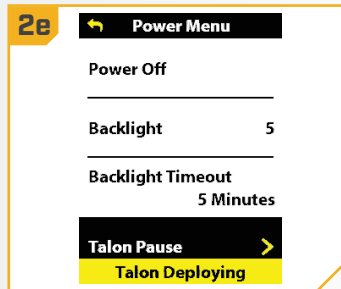 2e
Power Menu
Power Off
Backlight 5
Backlight Timeout
5 Minutes
Talon Pause
Talon Deploying